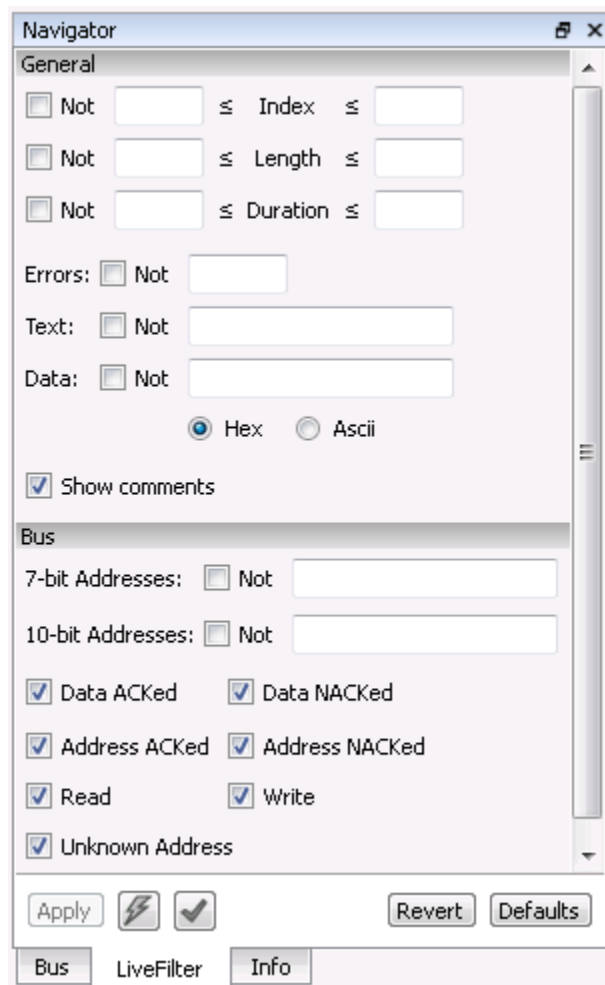 Navigator
General
Not ≤ Index ≤
Not ≤ Length ≤
Not ≤ Duration ≤
Errors: Not
Text: Not
Data: Not
Hex Ascii
Show comments
Bus
7-bit Addresses: Not
10-bit Addresses: Not
Data ACKed Data NACKed
Address ACKed Address NACKed
Read Write
Unknown Address
Apply Revert Defaults
Bus LiveFilter Info